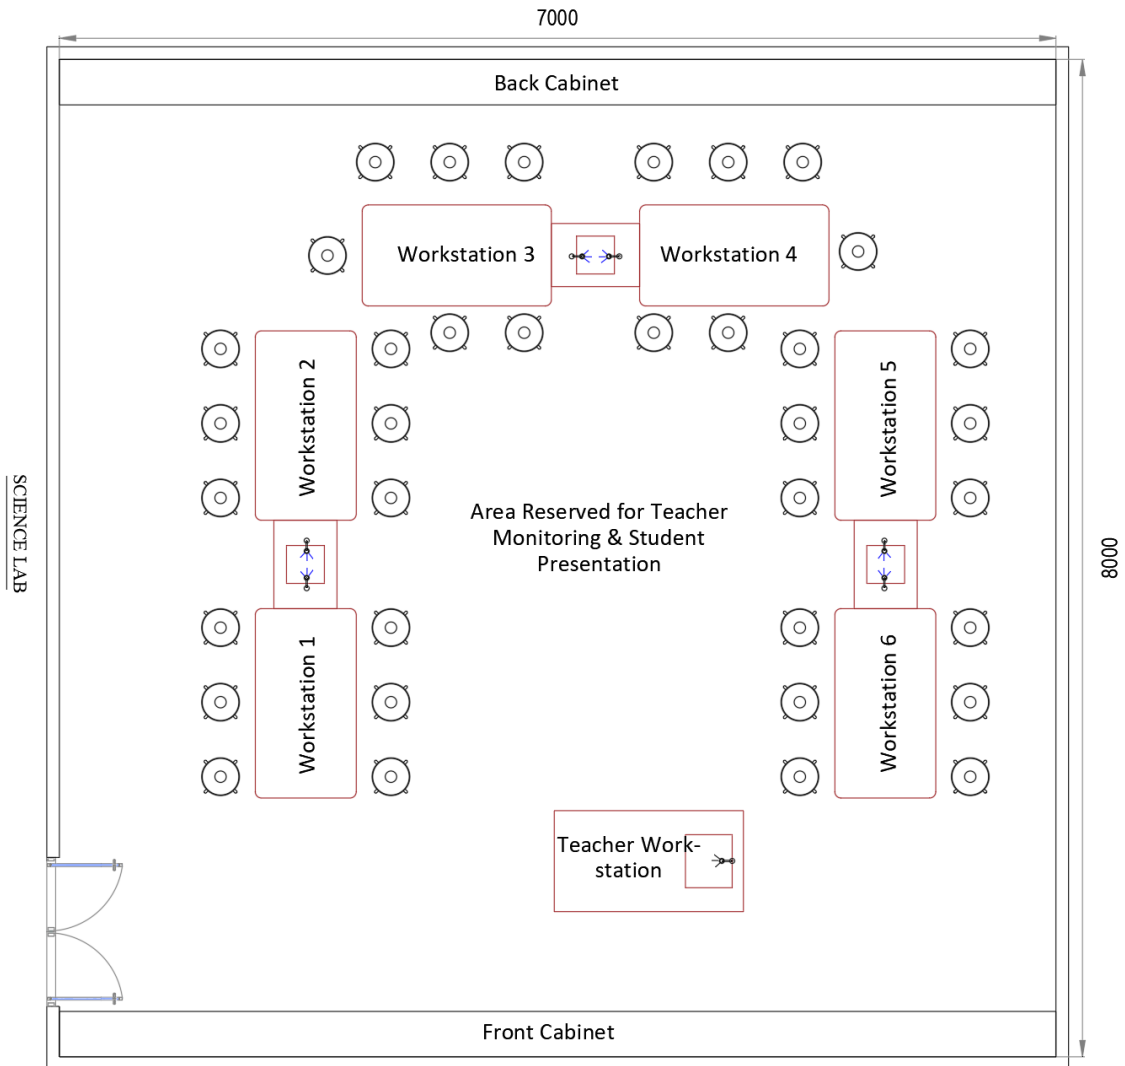 7000
Back Cabinet
Workstation 3
Workstation 4
Workstation 2
Workstation 5
SCIENCE LAB
Area Reserved for Teacher
Monitoring & Student
Presentation
8000
Workstation 1
Workstation 6
Teacher Work-
station
Front Cabinet